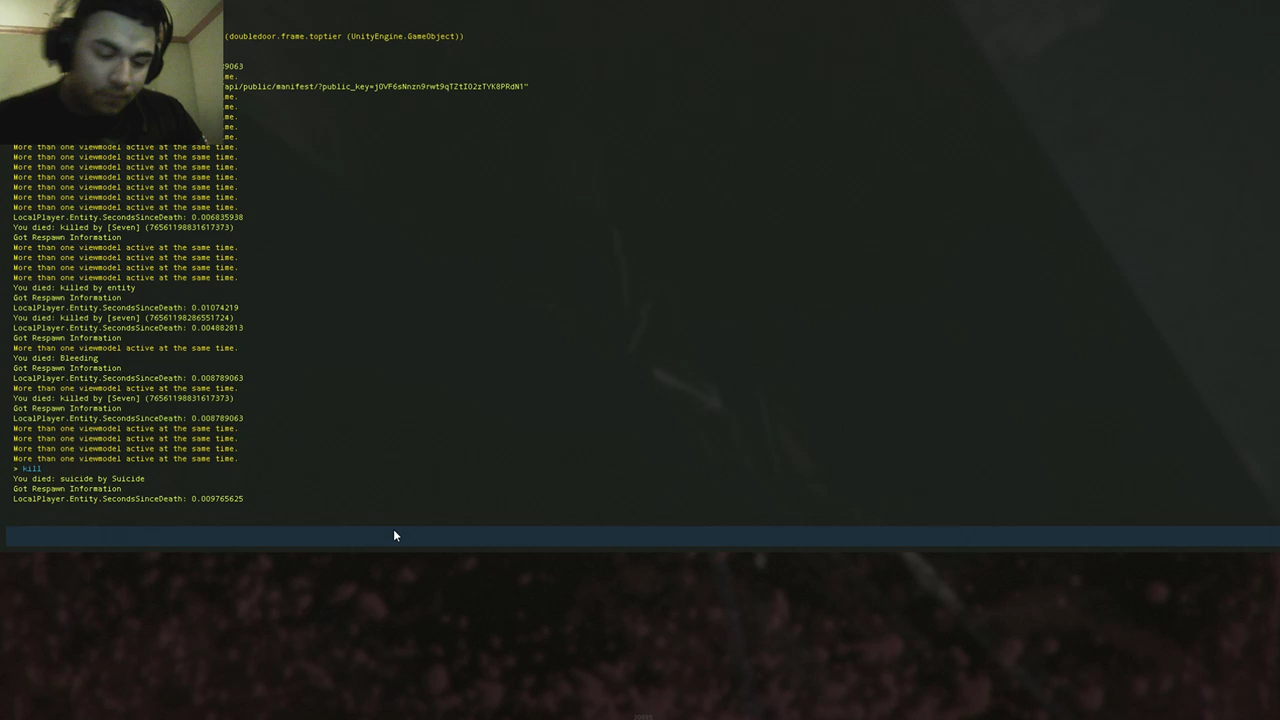 (doubledoor.frame.toptier (UnityEngine.GameObject))
9063
me.
api/public/manifest/?public_key=j0VF6sNnzn9rwt9qTZtI02zTYK8PRdN1"
me.
me.
me.
me.
me.
More than one viewmodel active at the same time.
More than one viewmodel active at the same time.
More than one viewmodel active at the same time.
More than one viewmodel active at the same time.
More than one viewmodel active at the same time.
More than one viewmodel active at the same time.
More than one viewmodel active at the same time.
LocalPlayer.Entity.SecondsSinceDeath: 0.006835938
You died: killed by [Seven] (76561198831617373)
Got Respawn Information
More than one viewmodel active at the same time.
More than one viewmodel active at the same time.
More than one viewmodel active at the same time.
More than one viewmodel active at the same time.
You died: killed by entity
Got Respawn Information
LocalPlayer.Entity.SecondsSinceDeath: 0.01074219
You died: killed by [seven] (76561198286551724)
LocalPlayer.Entity.SecondsSinceDeath: 0.004882813
Got Respawn Information
More than one viewmodel active at the same time.
You died: Bleeding
Got Respawn Information
LocalPlayer.Entity.SecondsSinceDeath: 0.008789063
More than one viewmodel active at the same time.
You died: killed by [Seven] (76561198831617373)
Got Respawn Information
LocalPlayer.Entity.SecondsSinceDeath: 0.008789063
More than one viewmodel active at the same time.
More than one viewmodel active at the same time.
More than one viewmodel active at the same time.
More than one viewmodel active at the same time.
> kill
You died: suicide by Suicide
Got Respawn Information
LocalPlayer.Entity.SecondsSinceDeath: 0.009765625